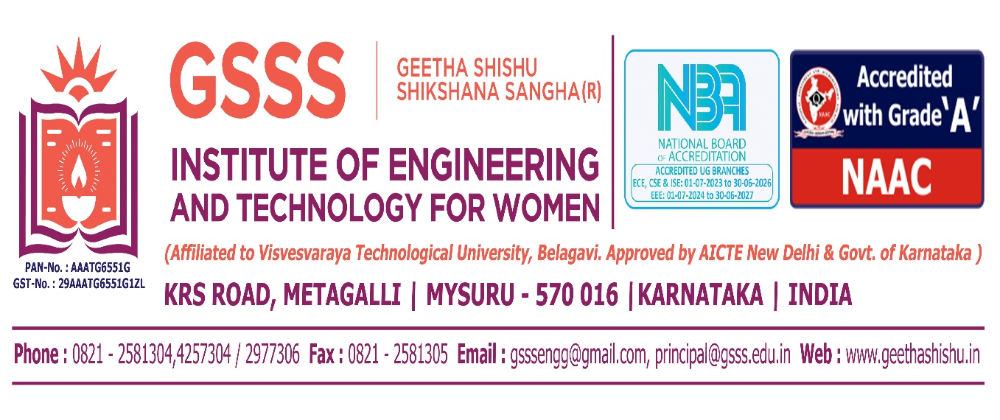 GSSS
GEETHA SHISHU
SHIKSHANA SANGHA(R)
INSTITUTE OF ENGINEERING
AND TECHNOLOGY FOR WOMEN
NBA
NATIONAL BOARD
OF ACCREDITATION
ACCREDITED UG BRANCHES
ECE, CSE & ISE: 01-07-2023 to 30-06-2026
EEE: 01-07-2024 to 30-06-2027
Accredited
with Grade 'A'
NAAC
NAAC
PAN-No. : AAATG6551G
GST-No. : 29AAATG6551G1ZL
(Affiliated to Visvesvaraya Technological University, Belagavi. Approved by AICTE New Delhi & Govt. of Karnataka )
KRS ROAD, METAGALLI | MYSURU - 570 016 |KARNATAKA | INDIA
Phone : 0821 - 2581304,4257304 / 2977306 Fax : 0821 - 2581305 Email : gsssengg@gmail.com, principal@gsss.edu.in Web : www.geethashishu.in